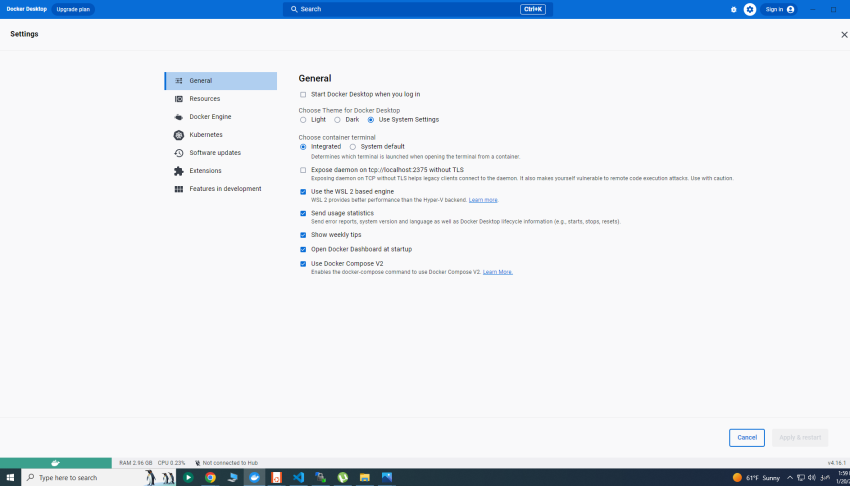 Docker Desktop Upgrade plan Search Ctrl+K Sign in
Settings
General
Resources
Docker Engine
Kubernetes
Software updates
Extensions
Features in development
General
Start Docker Desktop when you log in
Choose Theme for Docker Desktop
Light Dark Use System Settings
Choose container terminal
Integrated System default
Determines which terminal is launched when opening the terminal from a container.
Expose daemon on tcp://localhost:2375 without TLS
Exposing daemon on TCP without TLS helps legacy clients connect to the daemon. It also makes yourself vulnerable to remote code execution attacks. Use with caution.
Use the WSL 2 based engine
WSL 2 provides better performance than the Hyper-V backend. Learn more.
Send usage statistics
Send error reports, system version and language as well as Docker Desktop lifecycle information (e.g., starts, stops, resets).
Show weekly tips
Open Docker Dashboard at startup
Use Docker Compose V2
Enables the docker-compose command to use Docker Compose V2. Learn More.
Cancel Apply & restart
RAM 2.96 GB CPU 0.23% Not connected to Hub v4.16.1
Type here to search 61°F Sunny 1:59
1/20/